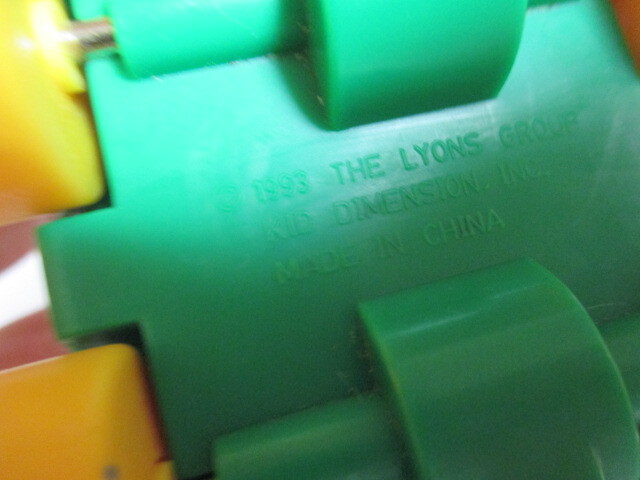 © 1993 THE LYONS GROUP
KID DIMENSION, INC.
MADE IN CHINA